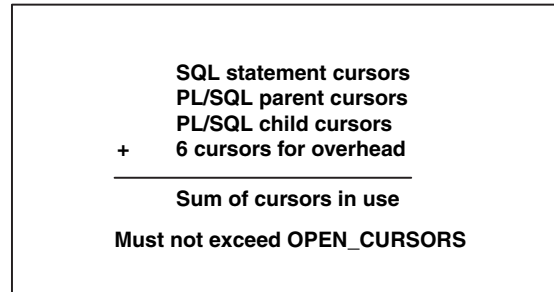 SQL statement cursors
PL/SQL parent cursors
PL/SQL child cursors
+ 6 cursors for overhead
Sum of cursors in use
Must not exceed OPEN_CURSORS